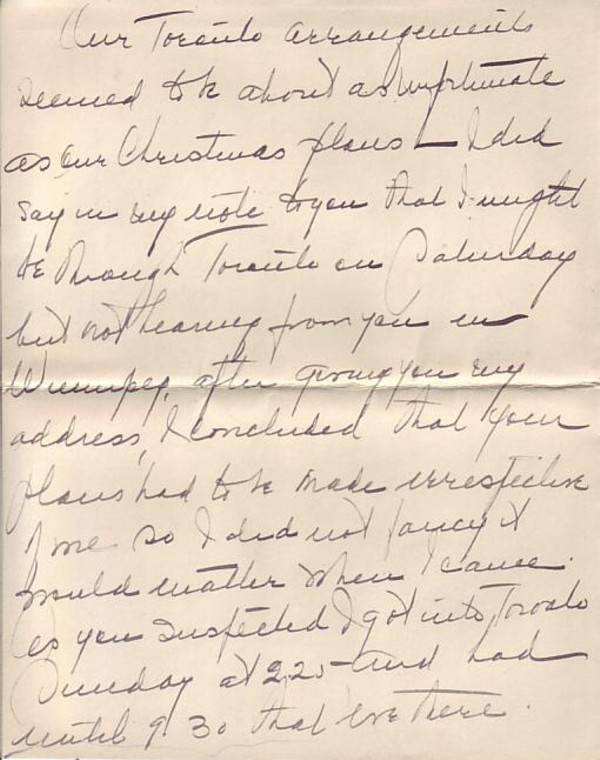 Our Toronto arrangements
seemed to be about as unfortunate
as our Christmas plans — I did
say in my note to you that I might
be through Toronto on Saturday
but not hearing from you in
Winnipeg, after giving you my
address, I concluded that your
plans had to be made irrespective
of me so I did not fancy it
would matter when I came.
As you suspected I got into Toronto
Sunday at 2.20 - and had
until 9.30 that eve there.